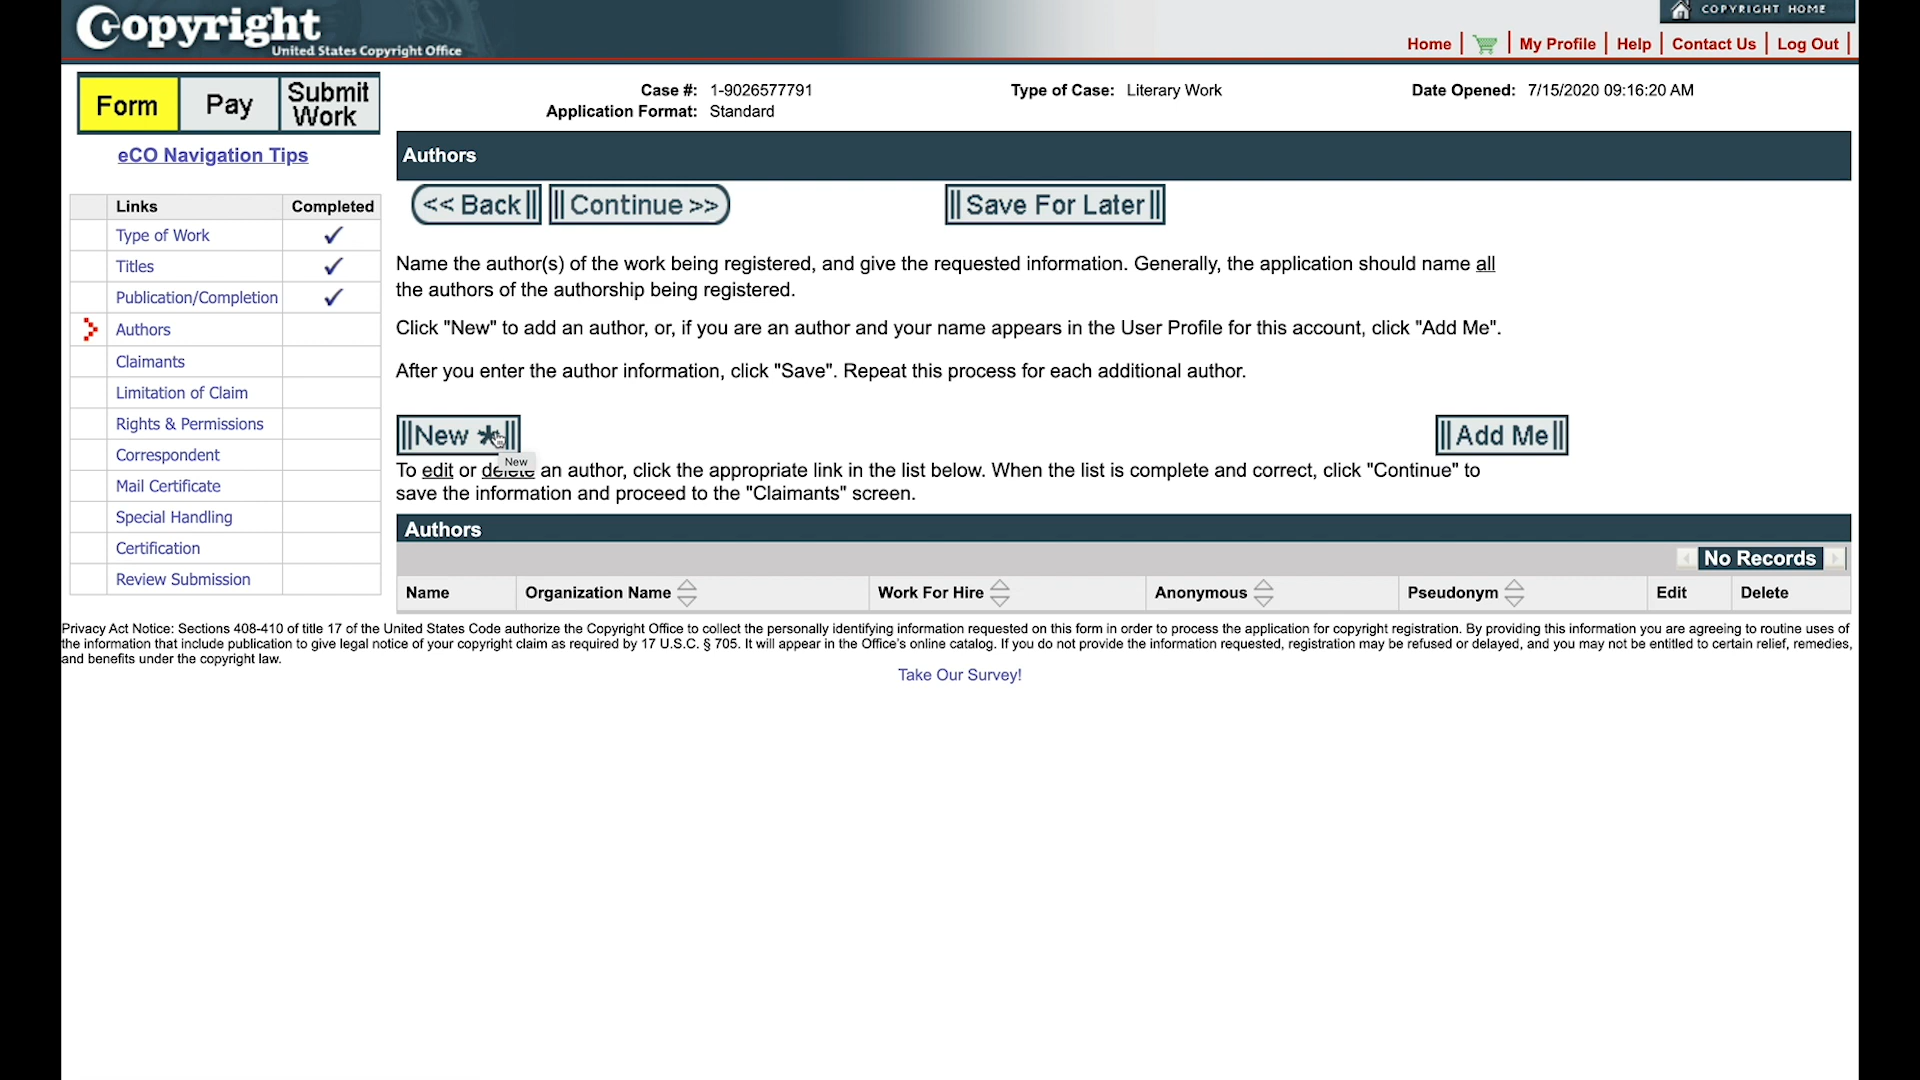 Copyright
United States Copyright Office
COPYRIGHT HOME
Home | My Profile | Help | Contact Us | Log Out
Form Pay Submit Work
eCO Navigation Tips
Case #: 1-9026577791 Type of Case: Literary Work Date Opened: 7/15/2020 09:16:20 AM
Application Format: Standard
Links Completed
Type of Work ✓
Titles ✓
Publication/Completion ✓
Authors
Claimants
Limitation of Claim
Rights & Permissions
Correspondent
Mail Certificate
Special Handling
Certification
Review Submission
Authors
<< Back Continue >> Save For Later
Name the author(s) of the work being registered, and give the requested information. Generally, the application should name all
the authors of the authorship being registered.
Click "New" to add an author, or, if you are an author and your name appears in the User Profile for this account, click "Add Me".
After you enter the author information, click "Save". Repeat this process for each additional author.
New * Add Me
New
To edit or delete an author, click the appropriate link in the list below. When the list is complete and correct, click "Continue" to
save the information and proceed to the "Claimants" screen.
Authors
No Records
Name Organization Name Work For Hire Anonymous Pseudonym Edit Delete
Privacy Act Notice: Sections 408-410 of title 17 of the United States Code authorize the Copyright Office to collect the personally identifying information requested on this form in order to process the application for copyright registration. By providing this information you are agreeing to routine uses of
the information that include publication to give legal notice of your copyright claim as required by 17 U.S.C. § 705. It will appear in the Office's online catalog. If you do not provide the information requested, registration may be refused or delayed, and you may not be entitled to certain relief, remedies,
and benefits under the copyright law.
Take Our Survey!